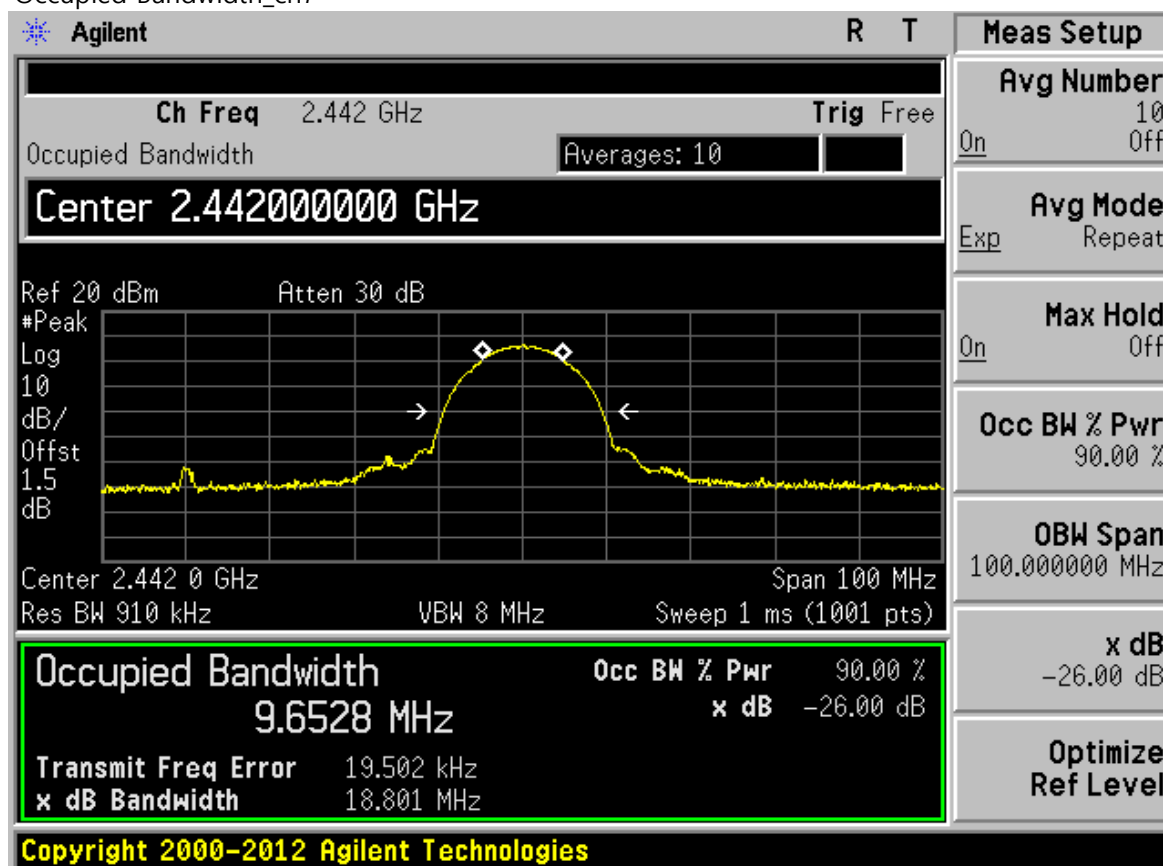 Agilent R T
Ch Freq 2.442 GHz Trig Free
Occupied Bandwidth Averages: 10
Center 2.442000000 GHz
Ref 20 dBm Atten 30 dB
#Peak
Log
10
dB/
Offst
1.5
dB
Center 2.442 0 GHz Span 100 MHz
Res BW 910 kHz VBW 8 MHz Sweep 1 ms (1001 pts)
Occupied Bandwidth Occ BW % Pwr 90.00 %
9.6528 MHz x dB -26.00 dB
Transmit Freq Error 19.502 kHz
x dB Bandwidth 18.801 MHz
Meas Setup
Avg Number
10
On Off
Avg Mode
Exp Repeat
Max Hold
On Off
Occ BW % Pwr
90.00 %
OBW Span
100.000000 MHz
x dB
-26.00 dB
Optimize
Ref Level
Copyright 2000-2012 Agilent Technologies